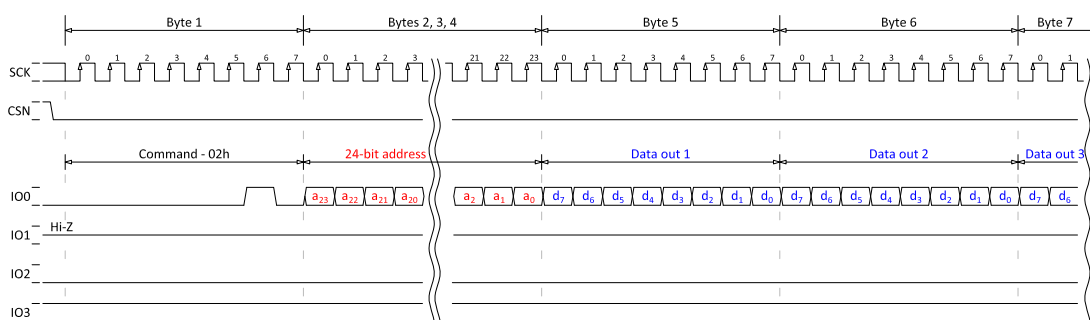 Byte 1 Bytes 2, 3, 4 Byte 5 Byte 6 Byte 7
0 1 2 3 4 5 6 7 0 1 2 3 21 22 23 0 1 2 3 4 5 6 7 0 1 2 3 4 5 6 7 0 1
SCK
CSN
Command - 02h 24-bit address Data out 1 Data out 2 Data out 3
IO0 a23 a22 a21 a20 a2 a1 a0 d7 d6 d5 d4 d3 d2 d1 d0 d7 d6 d5 d4 d3 d2 d1 d0 d7 d6
Hi-Z
IO1
IO2
IO3